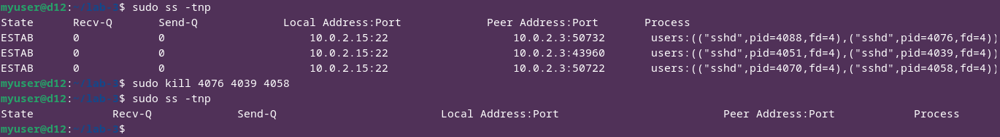 myuser@d12:~/lab-3$ sudo ss -tnp
State Recv-Q Send-Q Local Address:Port Peer Address:Port Process
ESTAB 0 0 10.0.2.15:22 10.0.2.3:50732 users:(("sshd",pid=4088,fd=4),("sshd",pid=4076,fd=4))
ESTAB 0 0 10.0.2.15:22 10.0.2.3:43960 users:(("sshd",pid=4051,fd=4),("sshd",pid=4039,fd=4))
ESTAB 0 0 10.0.2.15:22 10.0.2.3:50722 users:(("sshd",pid=4070,fd=4),("sshd",pid=4058,fd=4))
myuser@d12:~/lab-3$ sudo kill 4076 4039 4058
myuser@d12:~/lab-3$ sudo ss -tnp
State Recv-Q Send-Q Local Address:Port Peer Address:Port Process
myuser@d12:~/lab-3$